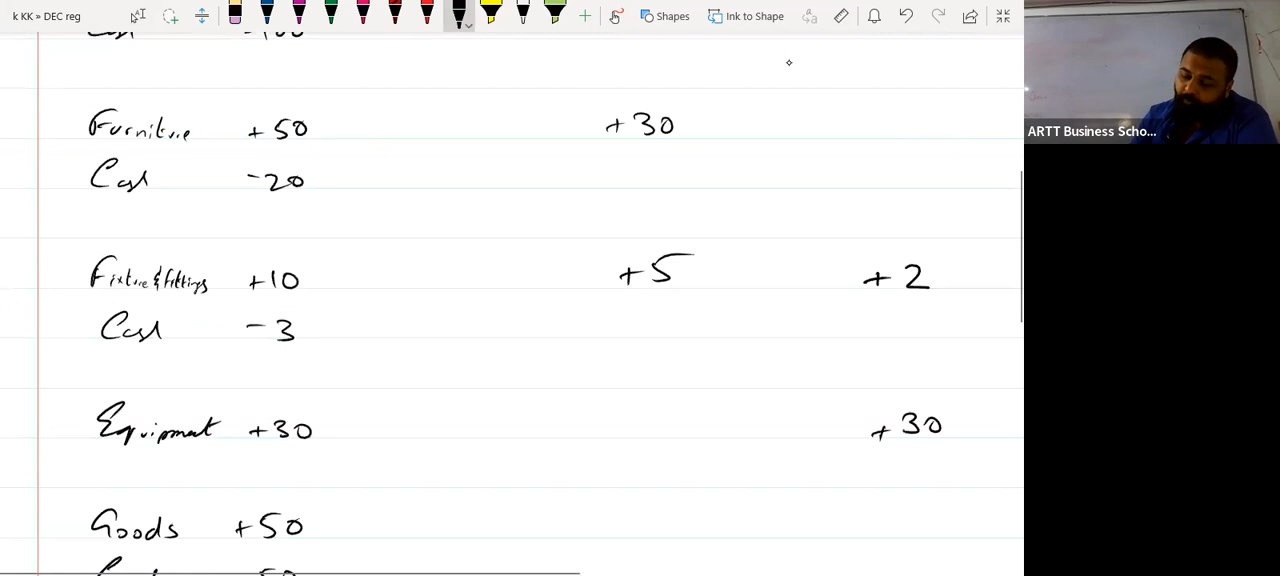 k KK » DEC reg Shapes Ink to Shape
Furniture +50 +30
Cash -20
ARTT Business Scho...
Fixture & fittings +10 +5 +2
Cash -3
Equipment +30 +30
Goods +50